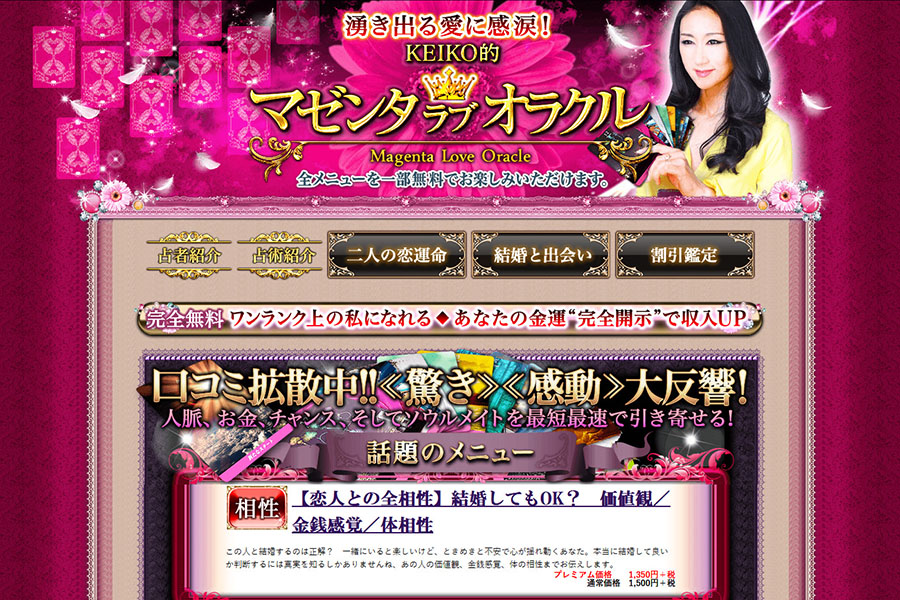 湧き出る愛に感涙！
KEIKO的
マゼンタラブオラクル
Magenta Love Oracle
全メニューを一部無料でお楽しみいただけます。
占者紹介 占術紹介 二人の恋運命 結婚と出会い 割引鑑定
完全無料 ワンランク上の私になれる◆あなたの金運“完全開示”で収入UP
口コミ拡散中!!≪驚き≫≪感動≫大反響!
人脈、お金、チャンス、そしてソウルメイトを最短最速で引き寄せる!
話題のメニュー
相性 【恋人との全相性】結婚してもOK？　価値観／
金銭感覚／体相性
この人と結婚するのは正解？　一緒にいると楽しいけど、ときめきと不安で心が揺れ動くあなた。本当に結婚して良い
か判断するには真実を知るしかありませんね、あの人の価値観、金銭感覚、体の相性までお伝えします。
プレミアム価格　1,350円＋税
通常価格　1,500円＋税